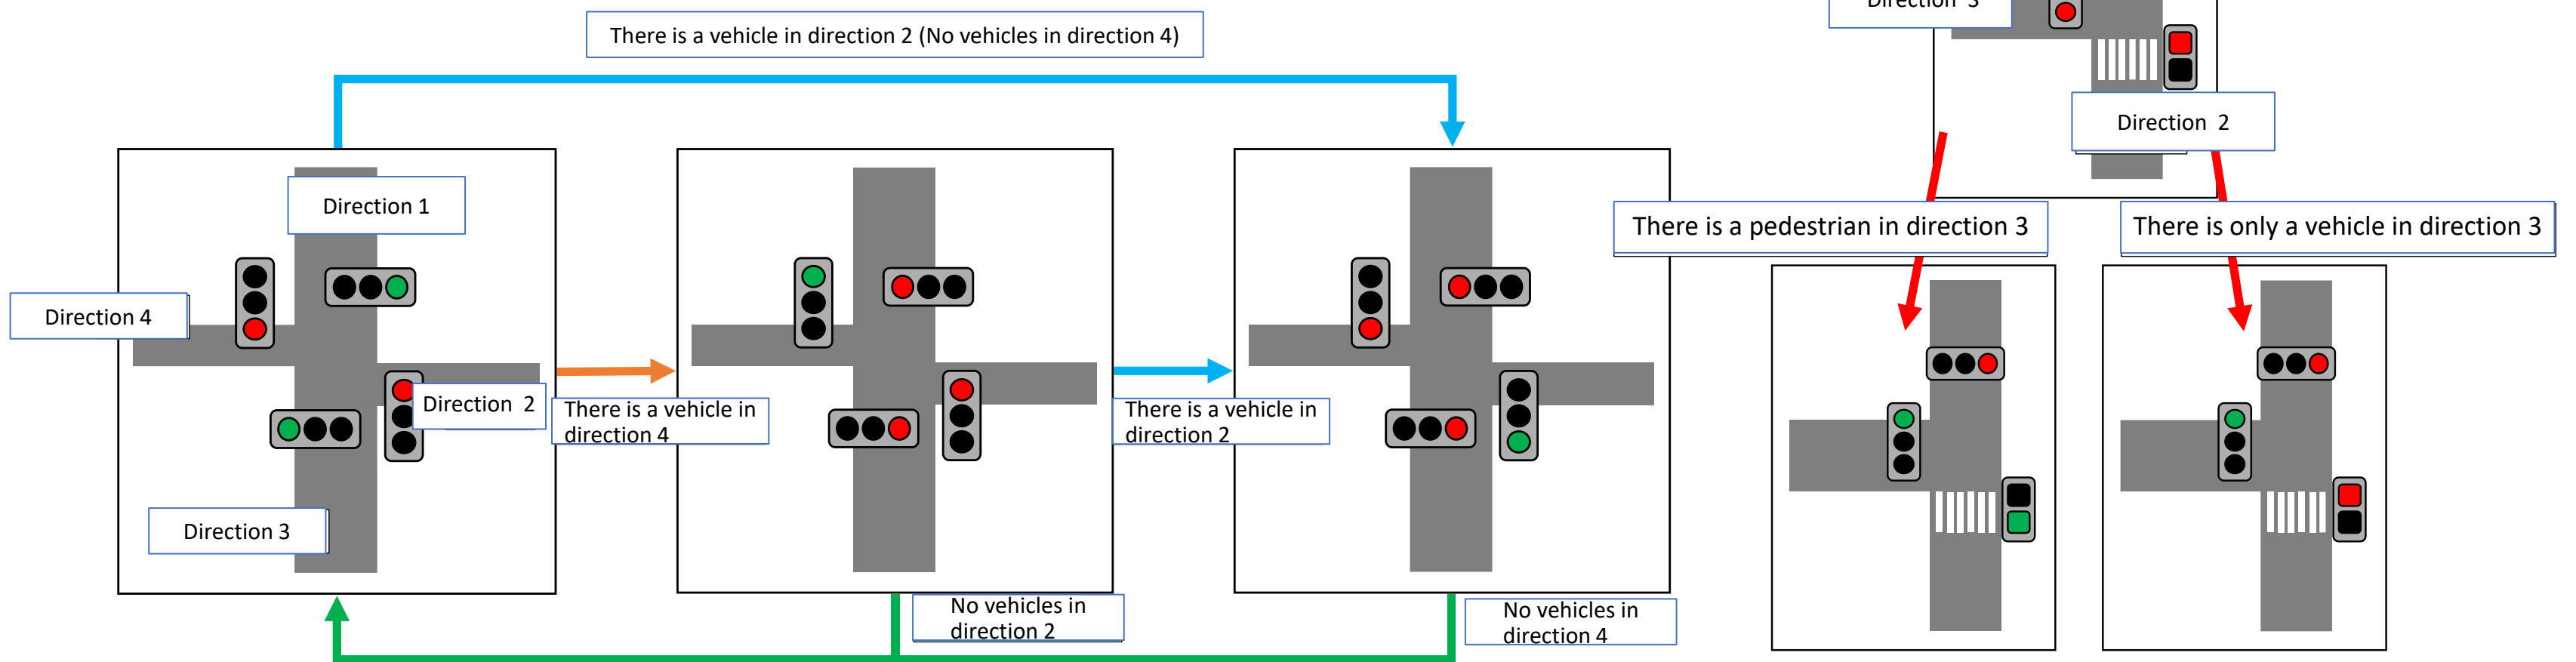 Direction 3
There is a vehicle in direction 2 (No vehicles in direction 4)
Direction 2
Direction 1
There is a pedestrian in direction 3
There is only a vehicle in direction 3
Direction 4
Direction 2
There is a vehicle in
direction 4
There is a vehicle in
direction 2
Direction 3
No vehicles in
direction 2
No vehicles in
direction 4